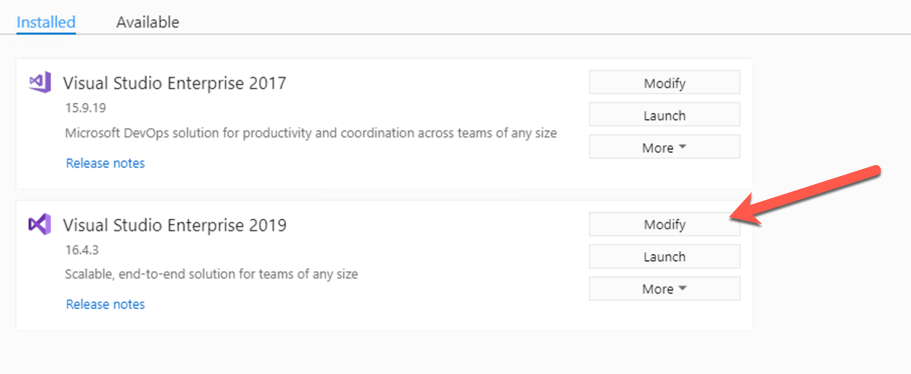 Installed Available
Visual Studio Enterprise 2017
15.9.19
Microsoft DevOps solution for productivity and coordination across teams of any size
Release notes
Modify
Launch
More
Visual Studio Enterprise 2019
16.4.3
Scalable, end-to-end solution for teams of any size
Release notes
Modify
Launch
More